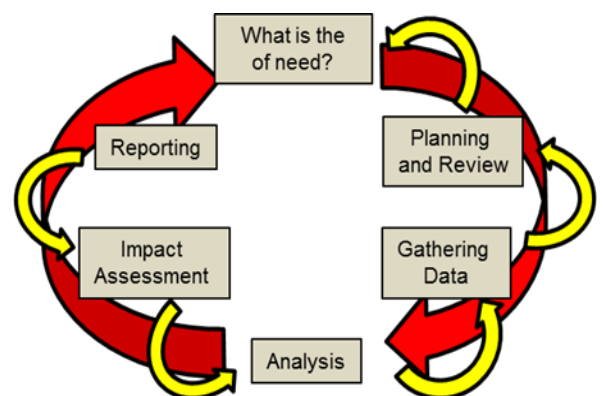 What is the
of need?
Planning
and Review
Gathering
Data
Analysis
Impact
Assessment
Reporting